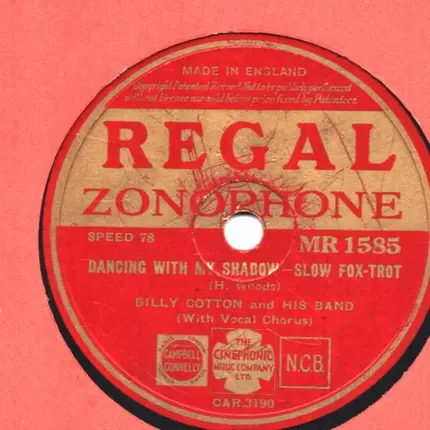 MADE IN ENGLAND
Copyright Patented Record. Not to be publicly performed
without licence nor sold below price fixed by Patentees.
REGAL
ZONOPHONE
SPEED 78
MR 1585
DANCING WITH MY SHADOW—SLOW FOX-TROT
(H. Woods)
BILLY COTTON and HIS BAND
(With Vocal Chorus)
CAMPBELL
CONNELLY
THE
CINEPHONIC
MUSIC COMPANY
LTD.
N.C.B.
CAR.3190